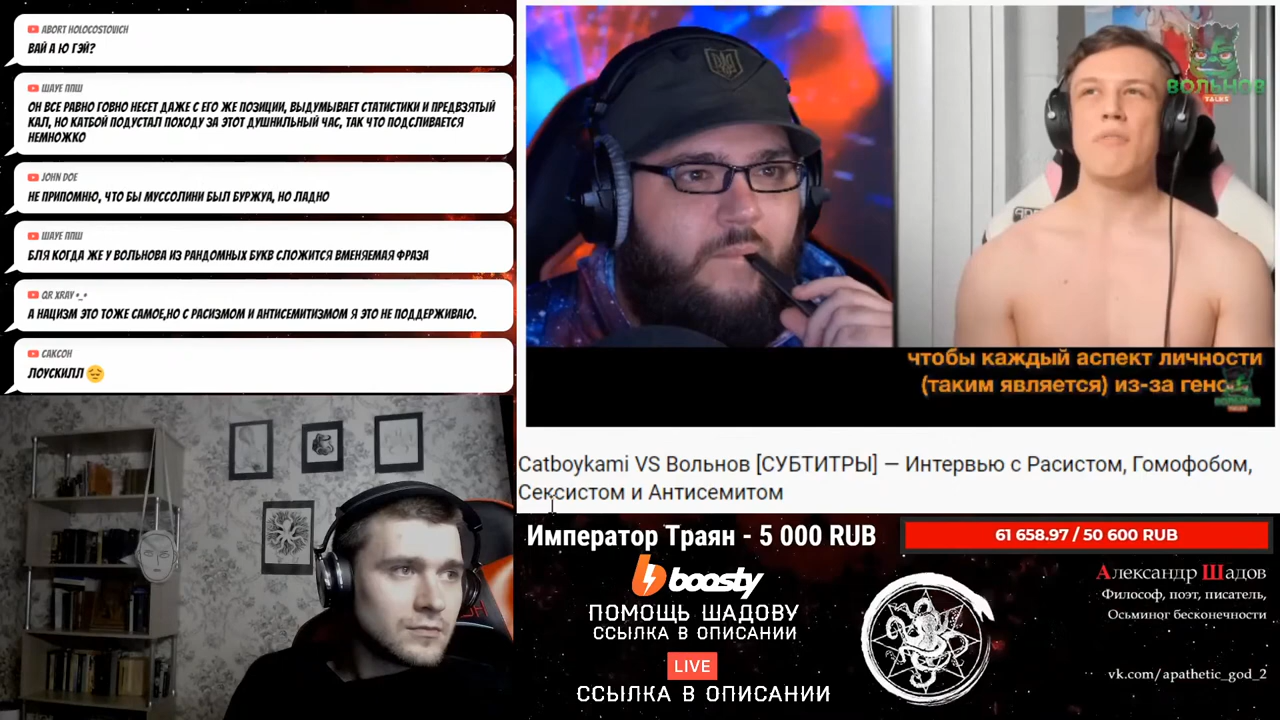 ABORT HOLOCOSTOVICH
ВАЙ А Ю ГЭЙ?
ШАУЕ ППШ
ОН ВСЕ РАВНО ГОВНО НЕСЕТ ДАЖЕ С ЕГО ЖЕ ПОЗИЦИИ, ВЫДУМЫВАЕТ СТАТИСТИКИ И ПРЕДВЗЯТЫЙ
КАЛ, НО КАТБОЙ ПОДУСТАЛ ПОХОДУ ЗА ЭТОТ ДУШНИЛЬНЫЙ ЧАС, ТАК ЧТО ПОДСЛИВАЕТСЯ
НЕМНОЖКО
JOHN DOE
НЕ ПРИПОМНЮ, ЧТО БЫ МУССОЛИНИ БЫЛ БУРЖУА, НО ЛАДНО
ШАУЕ ППШ
БЛЯ КОГДА ЖЕ У ВОЛЬНОВА ИЗ РАНДОМНЫХ БУКВ СЛОЖИТСЯ ВМЕНЯЕМАЯ ФРАЗА
QR XRAY •_•
А НАЦИЗМ ЭТО ТОЖЕ САМОЕ,НО С РАСИЗМОМ И АНТИСЕМИТИЗМОМ Я ЭТО НЕ ПОДДЕРЖИВАЮ.
САКСОН
ЛОУСКИЛЛ 😔
ВОЛЬНОВ
TALKS
чтобы каждый аспект личности
(таким является) из-за
ВОЛЬНОВ
TALKS
Catboykami VS Вольнов [СУБТИТРЫ] — Интервью с Расистом, Гомофобом,
Сексистом и Антисемитом
Император Траян - 5 000 RUB
61 658.97 / 50 600 RUB
boosty
ПОМОЩЬ ШАДОВУ
ССЫЛКА В ОПИСАНИИ
LIVE
ССЫЛКА В ОПИСАНИИ
Александр Шадов
Философ, поэт, писатель,
Осьминог бесконечности
vk.com/apathetic_god_2